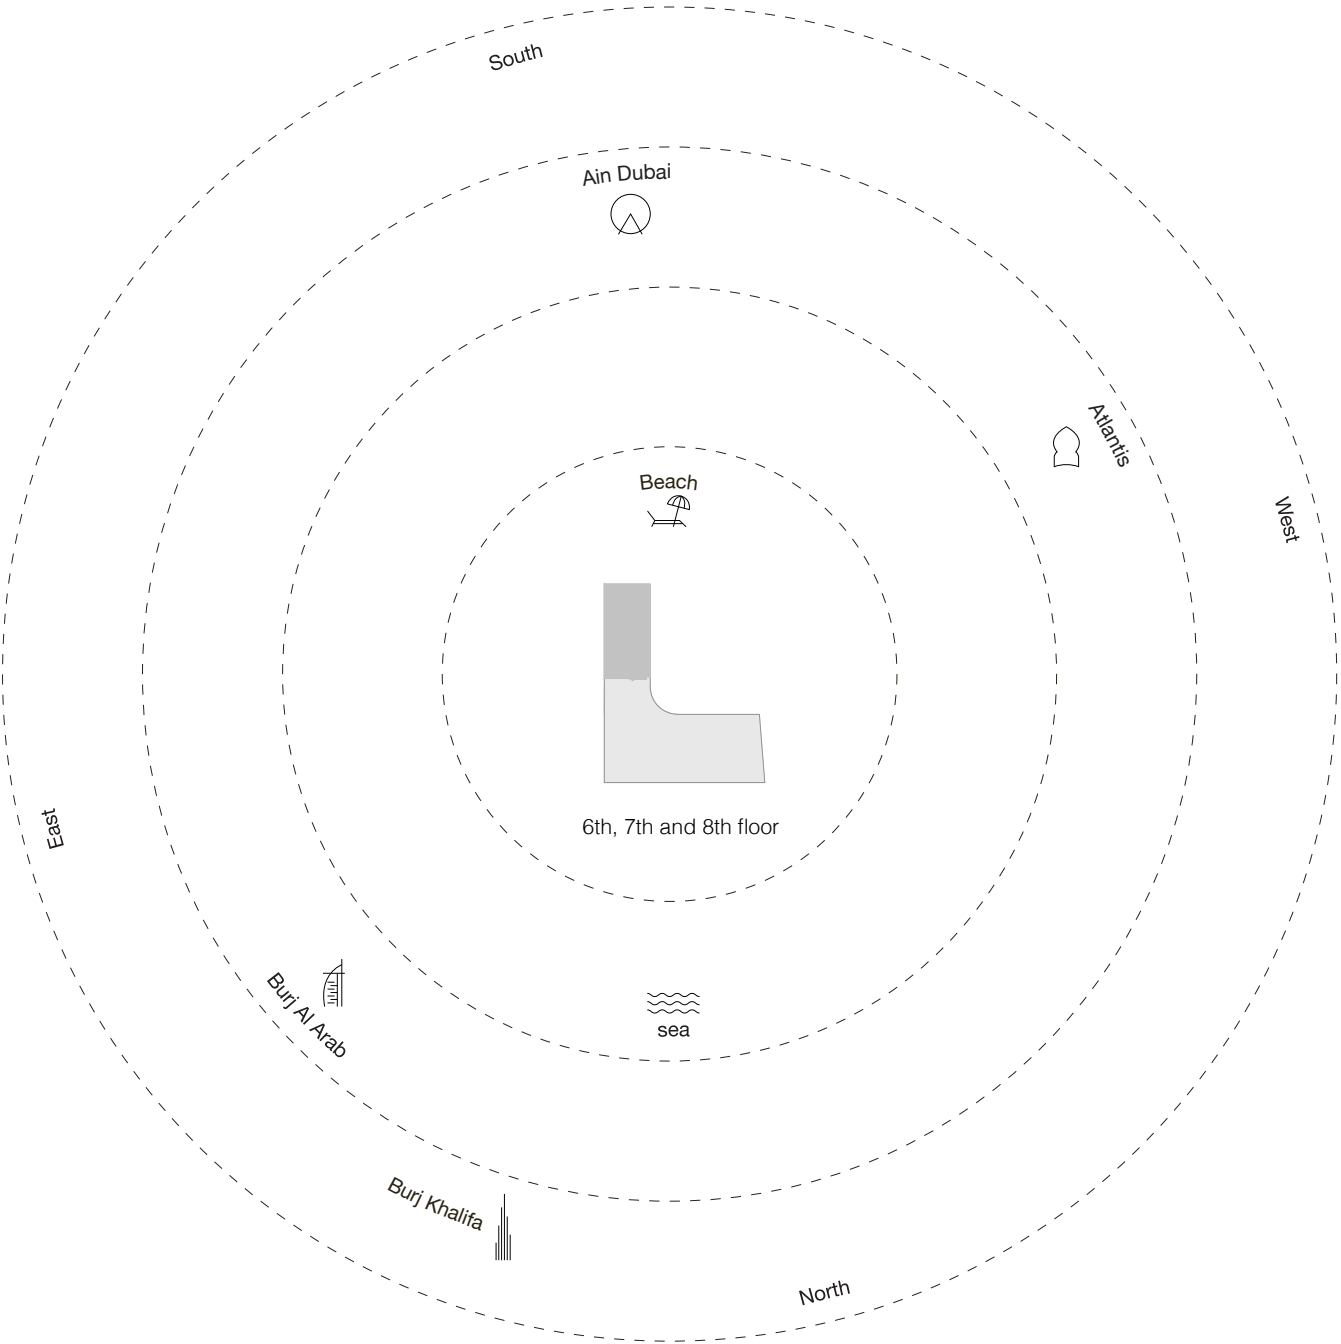 South
Ain Dubai
Atlantis
Beach
West
6th, 7th and 8th floor
East
Burj Al Arab
sea
Burj Khalifa
North